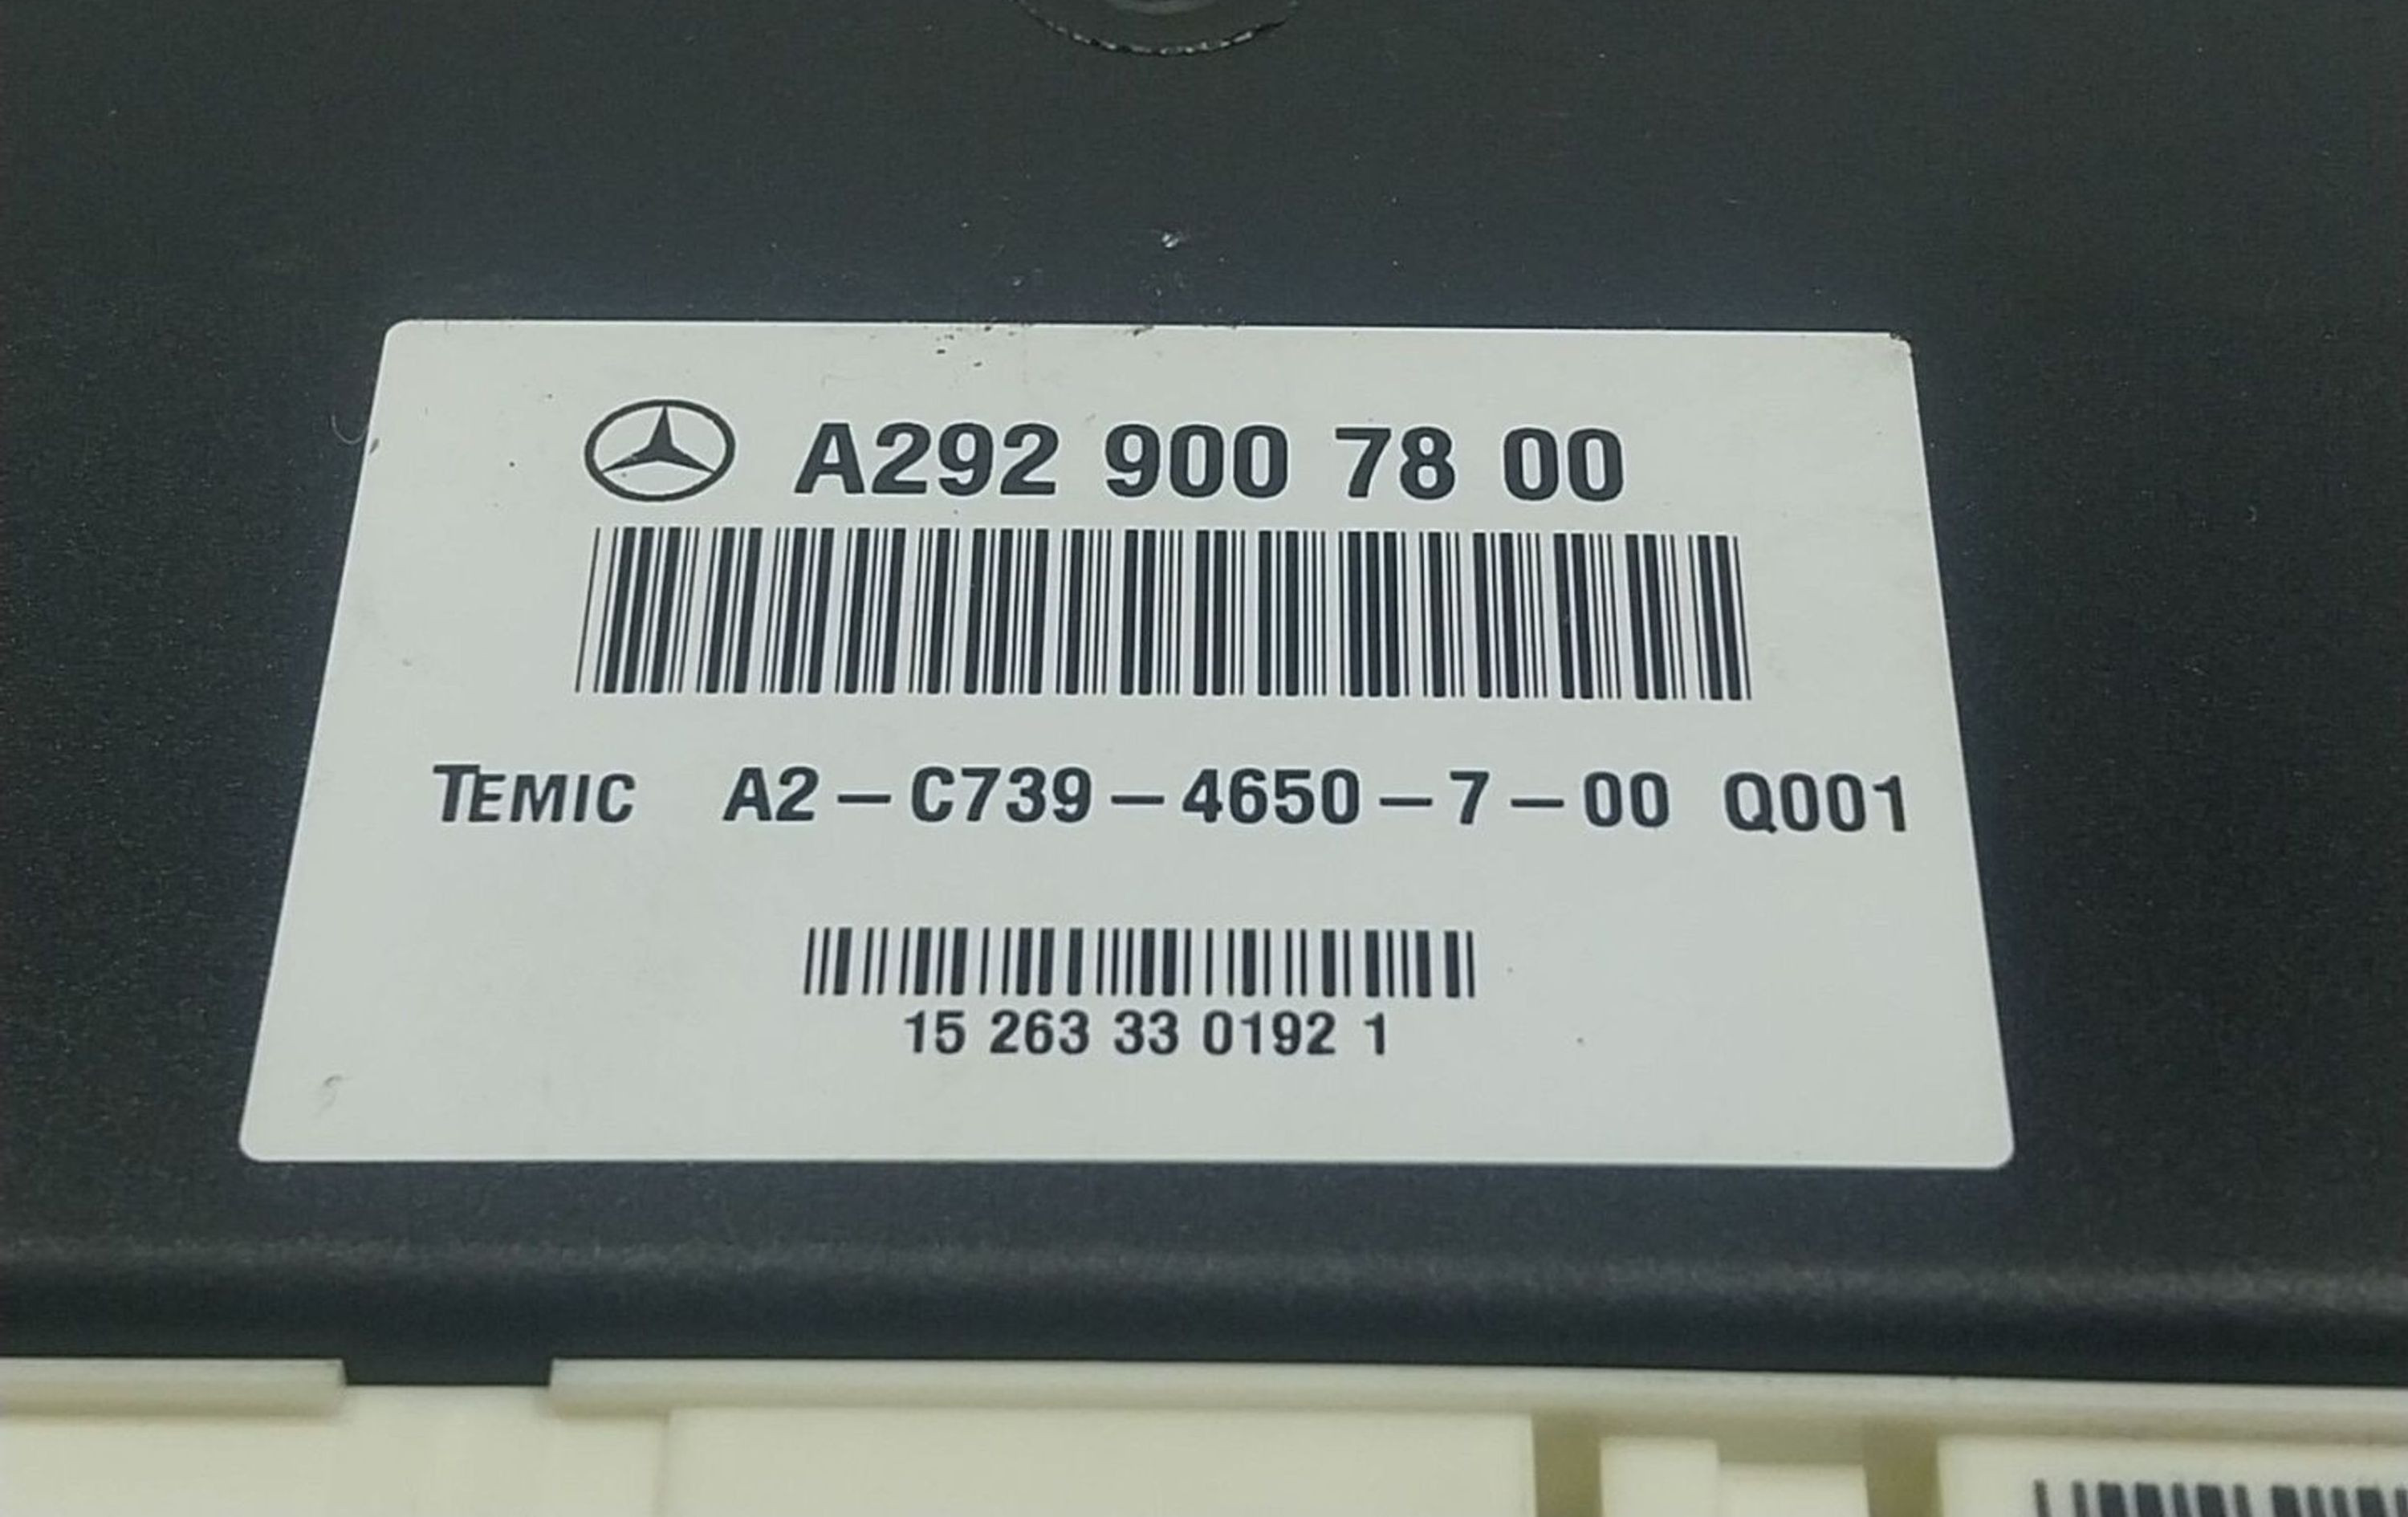 A292 900 78 00
TEMIC A2-C739-4650-7-00 Q001
15 263 33 0192 1